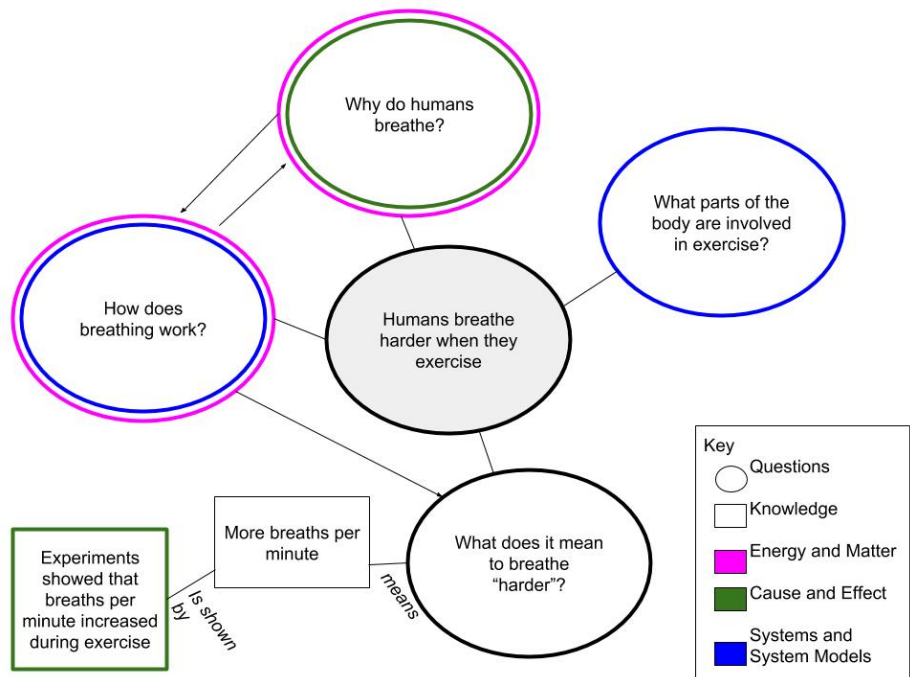 Why do humans
breathe?
What parts of the
body are involved
in exercise?
How does
breathing work?
Humans breathe
harder when they
exercise
What does it mean
to breathe
“harder”?
means
More breaths per
minute
Is shown
by
Experiments
showed that
breaths per
minute increased
during exercise
Key
Questions
Knowledge
Energy and Matter
Cause and Effect
Systems and
System Models